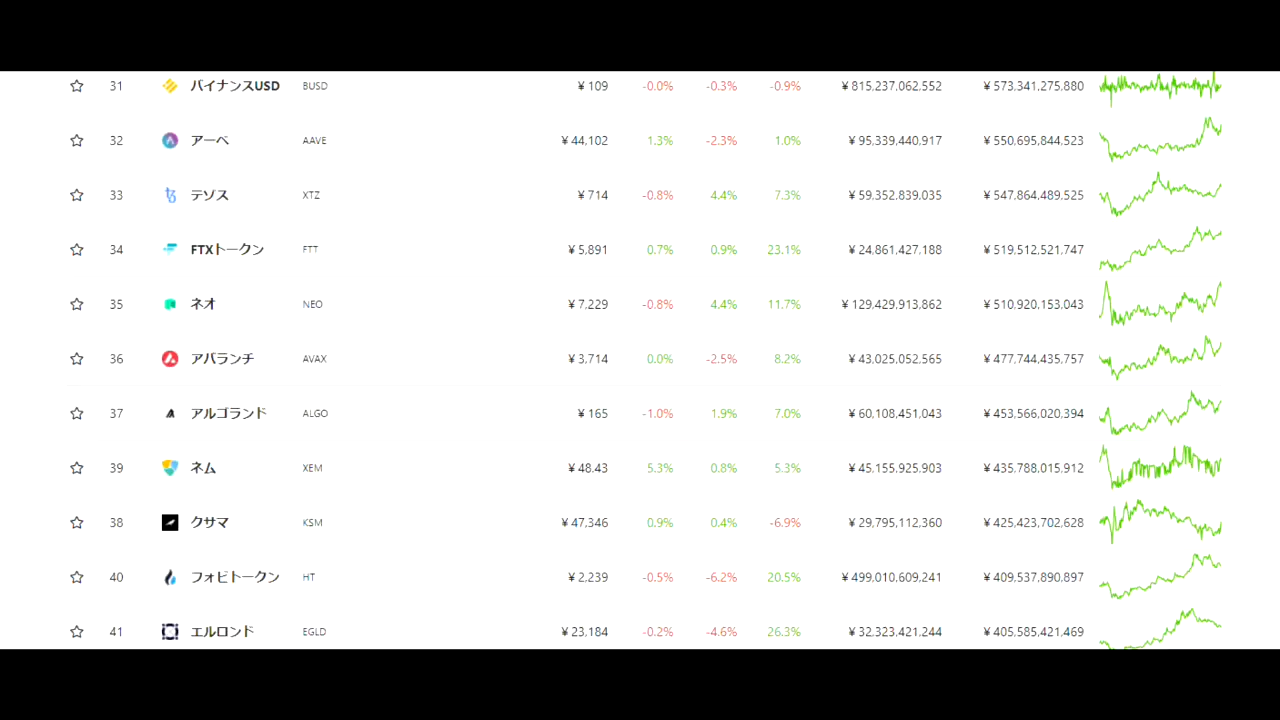 31 バイナンスUSD BUSD ¥ 109 -0.0% -0.3% -0.9% ¥ 815,237,062,552 ¥ 573,341,275,880
32 アーベ AAVE ¥ 44,102 1.3% -2.3% 1.0% ¥ 95,339,440,917 ¥ 550,695,844,523
33 テゾス XTZ ¥ 714 -0.8% 4.4% 7.3% ¥ 59,352,839,035 ¥ 547,864,489,525
34 FTXトークン FTT ¥ 5,891 0.7% 0.9% 23.1% ¥ 24,861,427,188 ¥ 519,512,521,747
35 ネオ NEO ¥ 7,229 -0.8% 4.4% 11.7% ¥ 129,429,913,862 ¥ 510,920,153,043
36 アバランチ AVAX ¥ 3,714 0.0% -2.5% 8.2% ¥ 43,025,052,565 ¥ 477,744,435,757
37 アルゴランド ALGO ¥ 165 -1.0% 1.9% 7.0% ¥ 60,108,451,043 ¥ 453,566,020,394
39 ネム XEM ¥ 48.43 5.3% 0.8% 5.3% ¥ 45,155,925,903 ¥ 435,788,015,912
38 クサマ KSM ¥ 47,346 0.9% 0.4% -6.9% ¥ 29,795,112,360 ¥ 425,423,702,628
40 フォビトークン HT ¥ 2,239 -0.5% -6.2% 20.5% ¥ 499,010,609,241 ¥ 409,537,890,897
41 エルロンド EGLD ¥ 23,184 -0.2% -4.6% 26.3% ¥ 32,323,421,244 ¥ 405,585,421,469